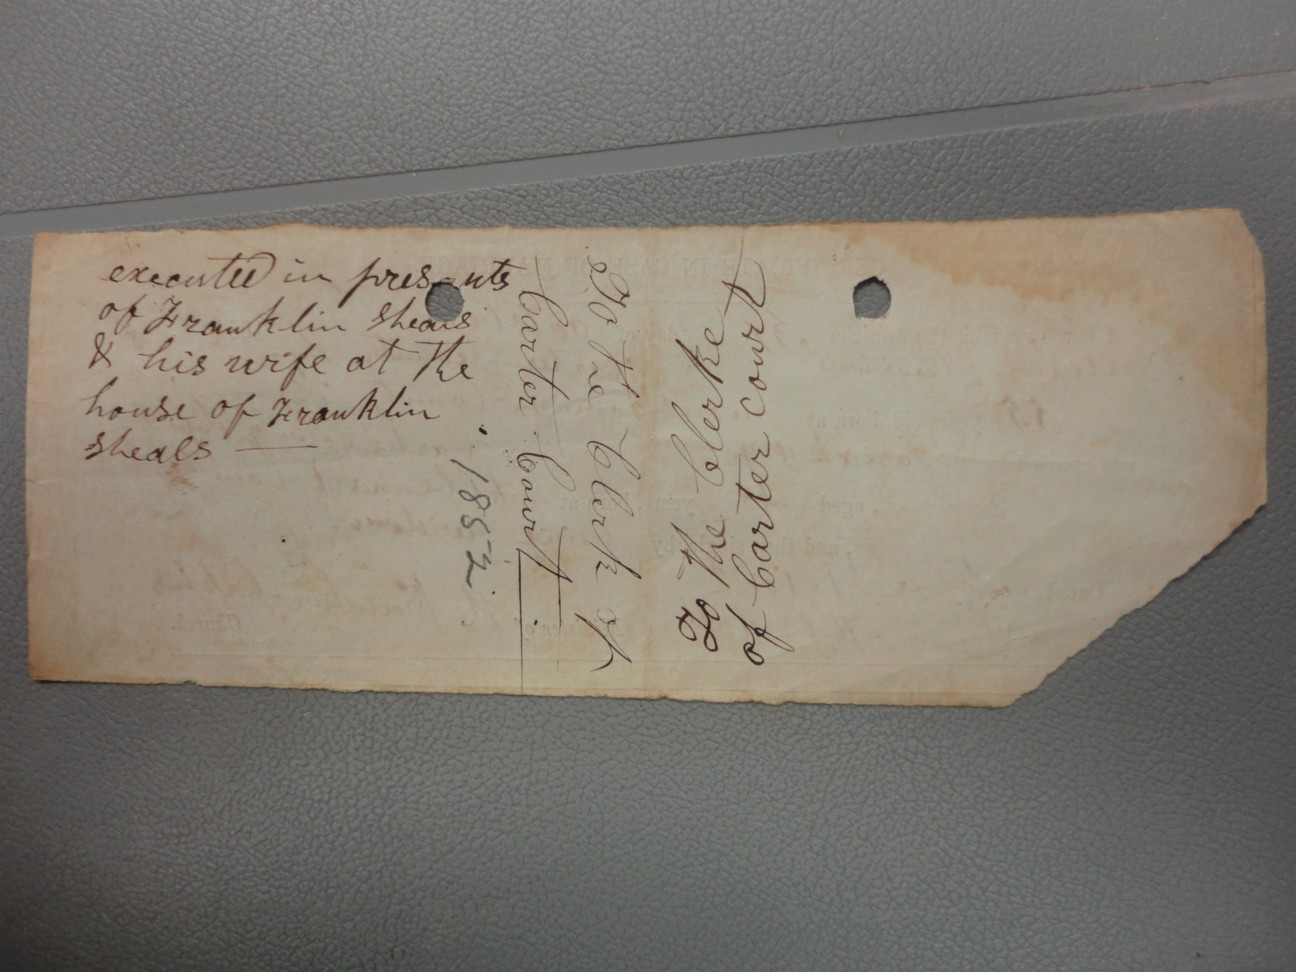 executed in presents
of Franklin sheals
& his wife at the
house of Franklin
sheals
1852
To the Clerk of
Carter Court
To the Clerke
of Carter court